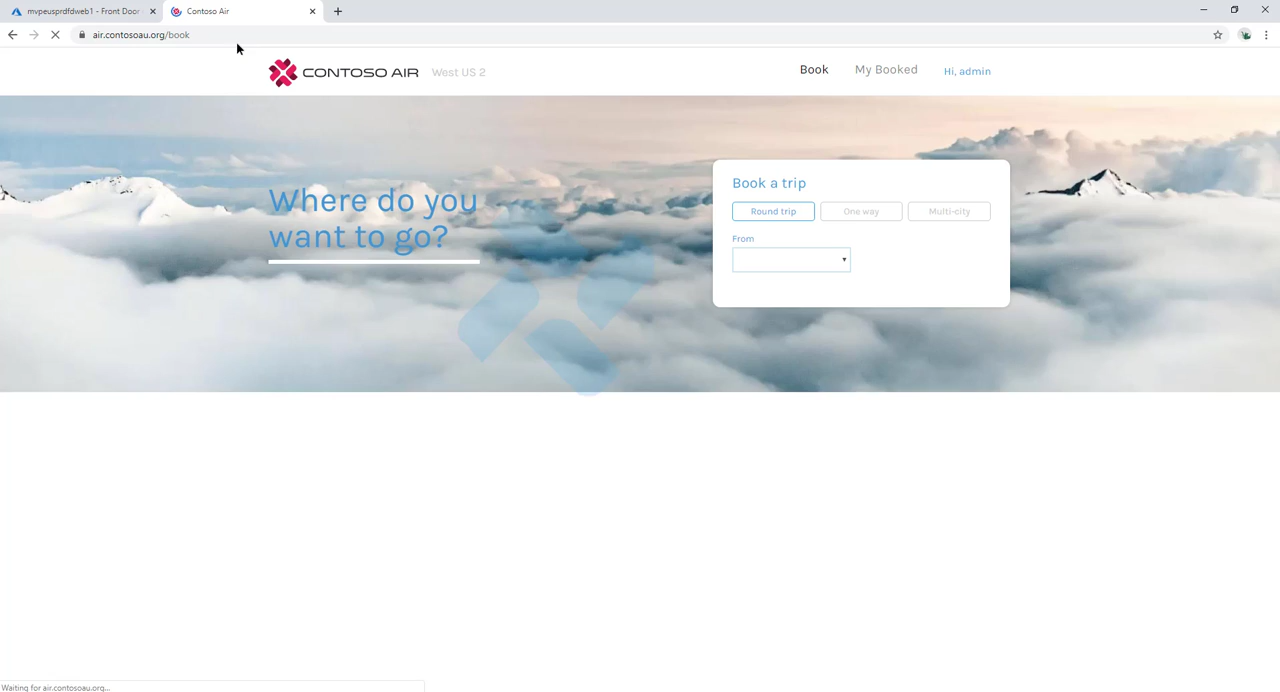 mvpeusprdfdweb1 - Front Door
Contoso Air
air.contosoau.org/book
CONTOSO AIR West US 2
Book My Booked Hi, admin
Where do you
want to go?
Book a trip
Round trip One way Multi-city
From
Waiting for air.contosoau.org...